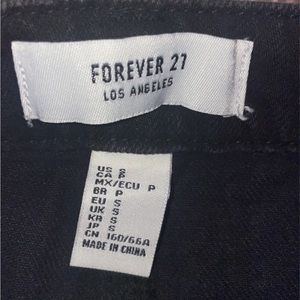 FOREVER 21
LOS ANGELES
US S
CA P
MX/ECU P
BR P
EU S
UK S
KR S
JP S
CN 160/66A
MADE IN CHINA